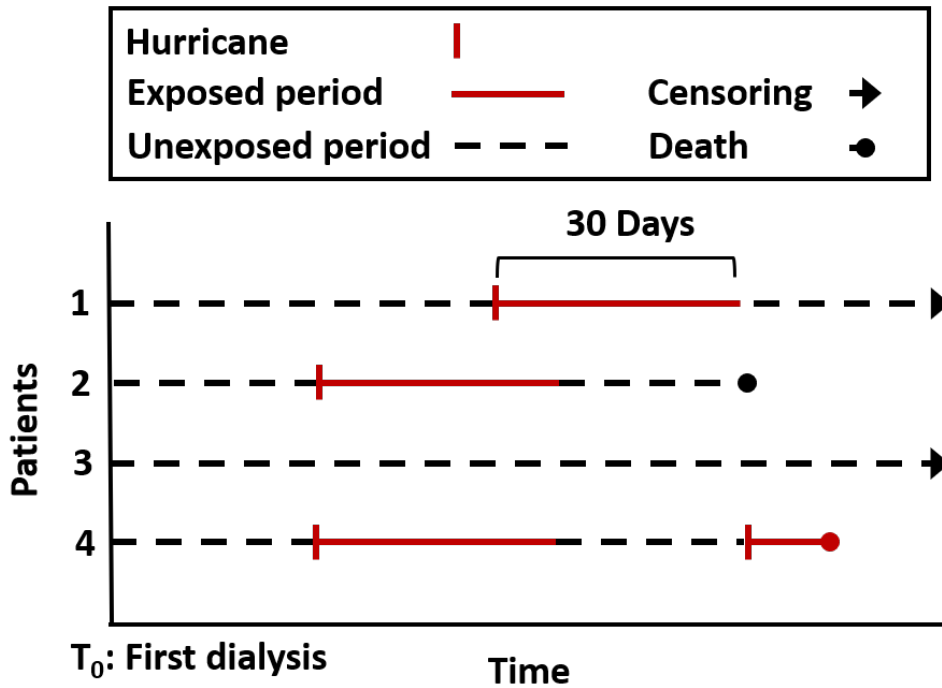 Hurricane
Exposed period
Censoring
Unexposed period
Death
30 Days
Patients
1
2
3
4
T₀: First dialysis
Time